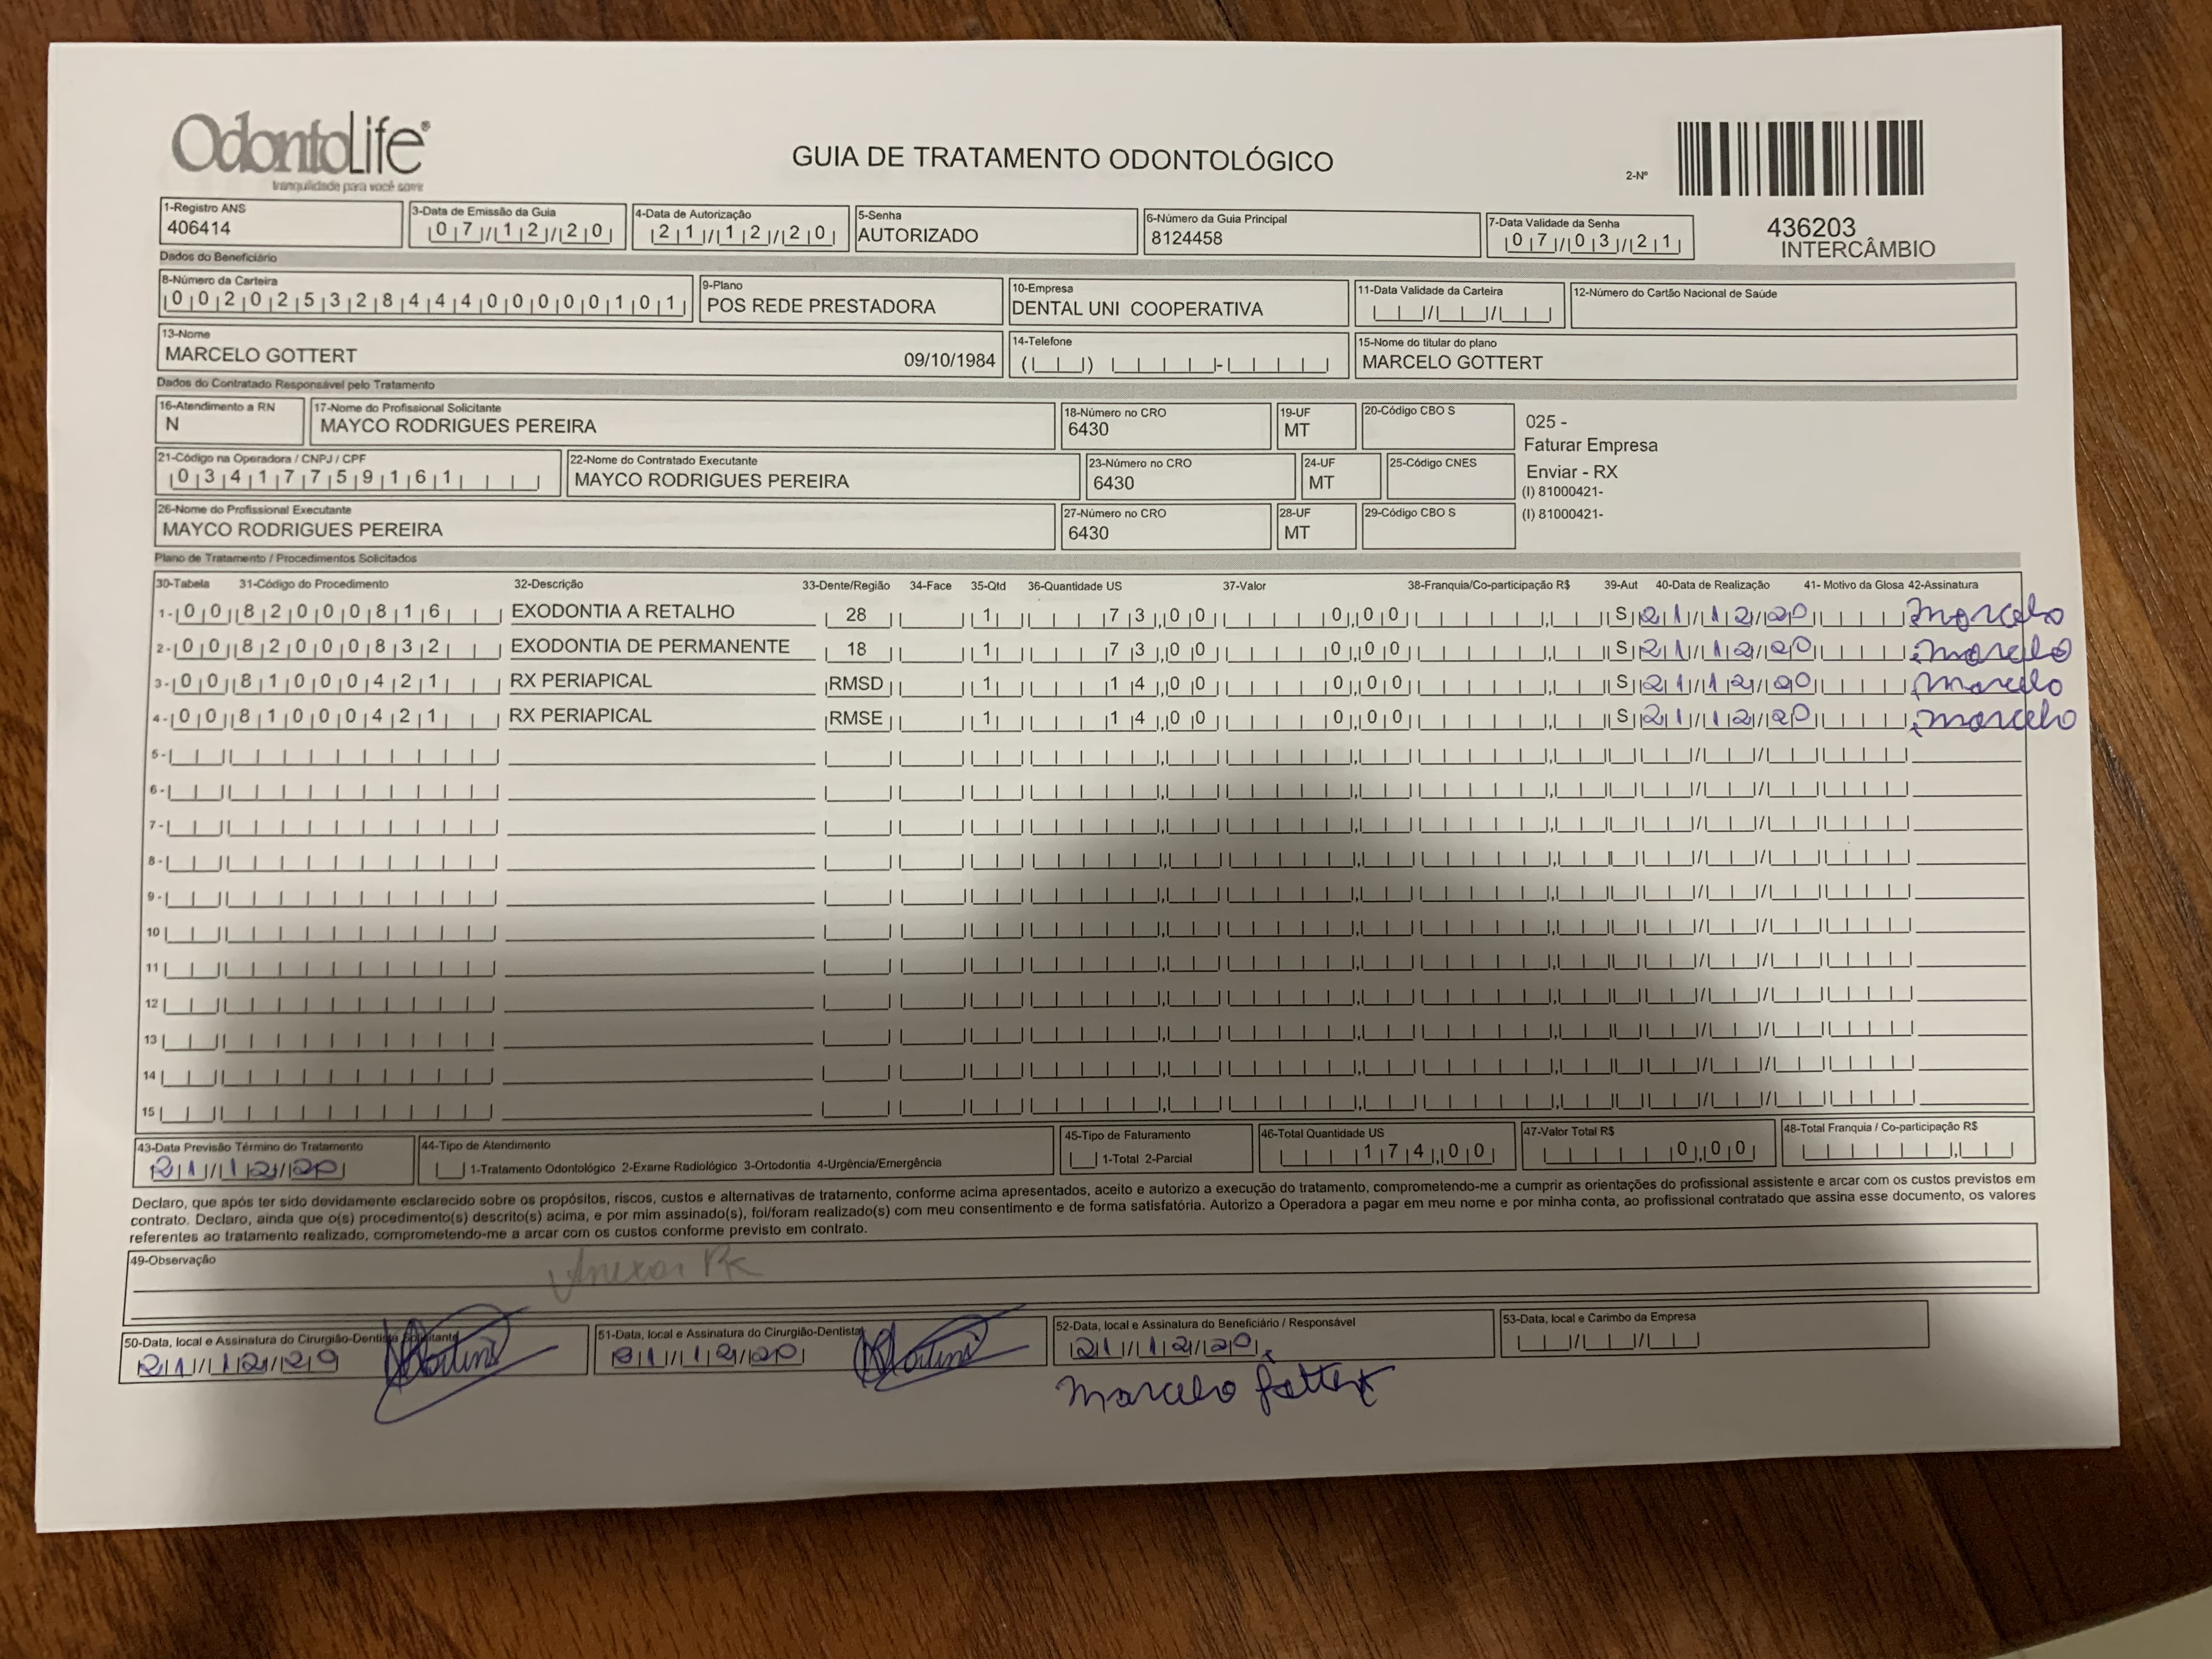 OdontoLife®
tranquilidade para você sorrir
GUIA DE TRATAMENTO ODONTOLÓGICO
2-Nº
436203
INTERCÂMBIO
1-Registro ANS
406414
3-Data de Emissão da Guia
07/12/20
4-Data de Autorização
21/12/20
5-Senha
AUTORIZADO
6-Número da Guia Principal
8124458
7-Data Validade da Senha
07/03/21
Dados do Beneficiário
8-Número da Carteira
00202532844400000101
9-Plano
POS REDE PRESTADORA
10-Empresa
DENTAL UNI COOPERATIVA
11-Data Validade da Carteira
12-Número do Cartão Nacional de Saúde
13-Nome
MARCELO GOTTERT 09/10/1984
14-Telefone
15-Nome do titular do plano
MARCELO GOTTERT
Dados do Contratado Responsável pelo Tratamento
16-Atendimento a RN
N
17-Nome do Profissional Solicitante
MAYCO RODRIGUES PEREIRA
18-Número no CRO
6430
19-UF
MT
20-Código CBO S
025 -
Faturar Empresa
Enviar - RX
(I) 81000421-
(I) 81000421-
21-Código na Operadora / CNPJ / CPF
03417759161
22-Nome do Contratado Executante
MAYCO RODRIGUES PEREIRA
23-Número no CRO
6430
24-UF
MT
25-Código CNES
26-Nome do Profissional Executante
MAYCO RODRIGUES PEREIRA
27-Número no CRO
6430
28-UF
MT
29-Código CBO S
Plano de Tratamento / Procedimentos Solicitados
30-Tabela 31-Código do Procedimento 32-Descrição 33-Dente/Região 34-Face 35-Qtd 36-Quantidade US 37-Valor 38-Franquia/Co-participação R$ 39-Aut 40-Data de Realização 41- Motivo da Glosa 42-Assinatura
1- 00 82000816 EXODONTIA A RETALHO 28 1 73,00 0,00 S 21/12/20 Marcelo
2- 00 82000832 EXODONTIA DE PERMANENTE 18 1 73,00 0,00 S 21/12/20 Marcelo
3- 00 81000421 RX PERIAPICAL RMSD 1 14,00 0,00 S 21/12/20 Marcelo
4- 00 81000421 RX PERIAPICAL RMSE 1 14,00 0,00 S 21/12/20 Marcelo
5-
6-
7-
8-
9-
10
11
12
13
14
15
43-Data Previsão Término do Tratamento
21/12/20
44-Tipo de Atendimento
1-Tratamento Odontológico 2-Exame Radiológico 3-Ortodontia 4-Urgência/Emergência
45-Tipo de Faturamento
1-Total 2-Parcial
46-Total Quantidade US
174,00
47-Valor Total R$
0,00
48-Total Franquia / Co-participação R$
Declaro, que após ter sido devidamente esclarecido sobre os propósitos, riscos, custos e alternativas de tratamento, conforme acima apresentados, aceito e autorizo a execução do tratamento, comprometendo-me a cumprir as orientações do profissional assistente e arcar com os custos previstos em
contrato. Declaro, ainda que o(s) procedimento(s) descrito(s) acima, e por mim assinado(s), foi/foram realizado(s) com meu consentimento e de forma satisfatória. Autorizo a Operadora a pagar em meu nome e por minha conta, ao profissional contratado que assina esse documento, os valores
referentes ao tratamento realizado, comprometendo-me a arcar com os custos conforme previsto em contrato.
49-Observação
Anexar Rx
50-Data, local e Assinatura do Cirurgião-Dentista Solicitante
21/12/20
51-Data, local e Assinatura do Cirurgião-Dentista
21/12/20
52-Data, local e Assinatura do Beneficiário / Responsável
21/12/20
Marcelo Gottert
53-Data, local e Carimbo da Empresa